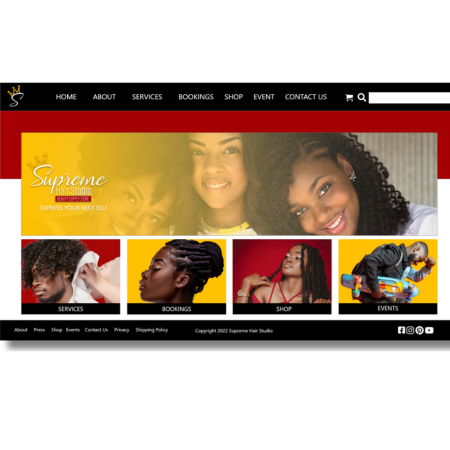 HOME ABOUT SERVICES BOOKINGS SHOP EVENT CONTACT US
Supreme
Hair Studio
BEAUTY SUPPLY STORE
EXPRESS YOUR BEST SELF
SERVICES BOOKINGS SHOP EVENTS
About Press Shop Events Contact Us Privacy Shipping Policy Copyright 2022 Supreme Hair Studio